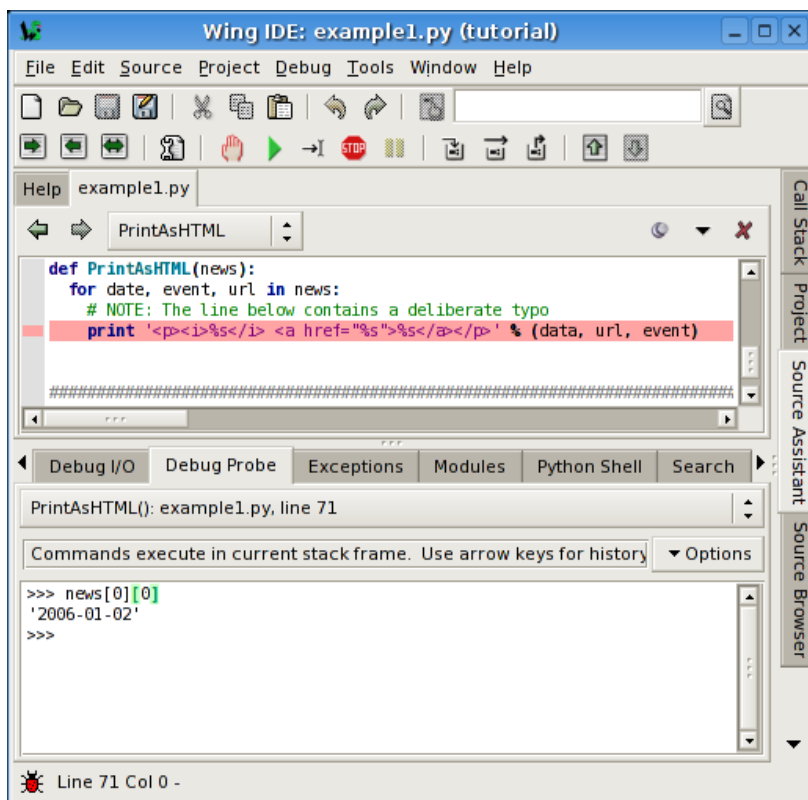 Wing IDE: example1.py (tutorial)
File Edit Source Project Debug Tools Window Help
STOP
Help example1.py
PrintAsHTML
def PrintAsHTML(news):
for date, event, url in news:
# NOTE: The line below contains a deliberate typo
print '<p><i>%s</i> <a href="%s">%s</a></p>' % (data, url, event)
################################################################################
Debug I/O Debug Probe Exceptions Modules Python Shell Search
PrintAsHTML(): example1.py, line 71
Commands execute in current stack frame. Use arrow keys for history
Options
>>> news[0][0]
'2006-01-02'
>>>
Line 71 Col 0 -
Call Stack
Project
Source Assistant
Source Browser